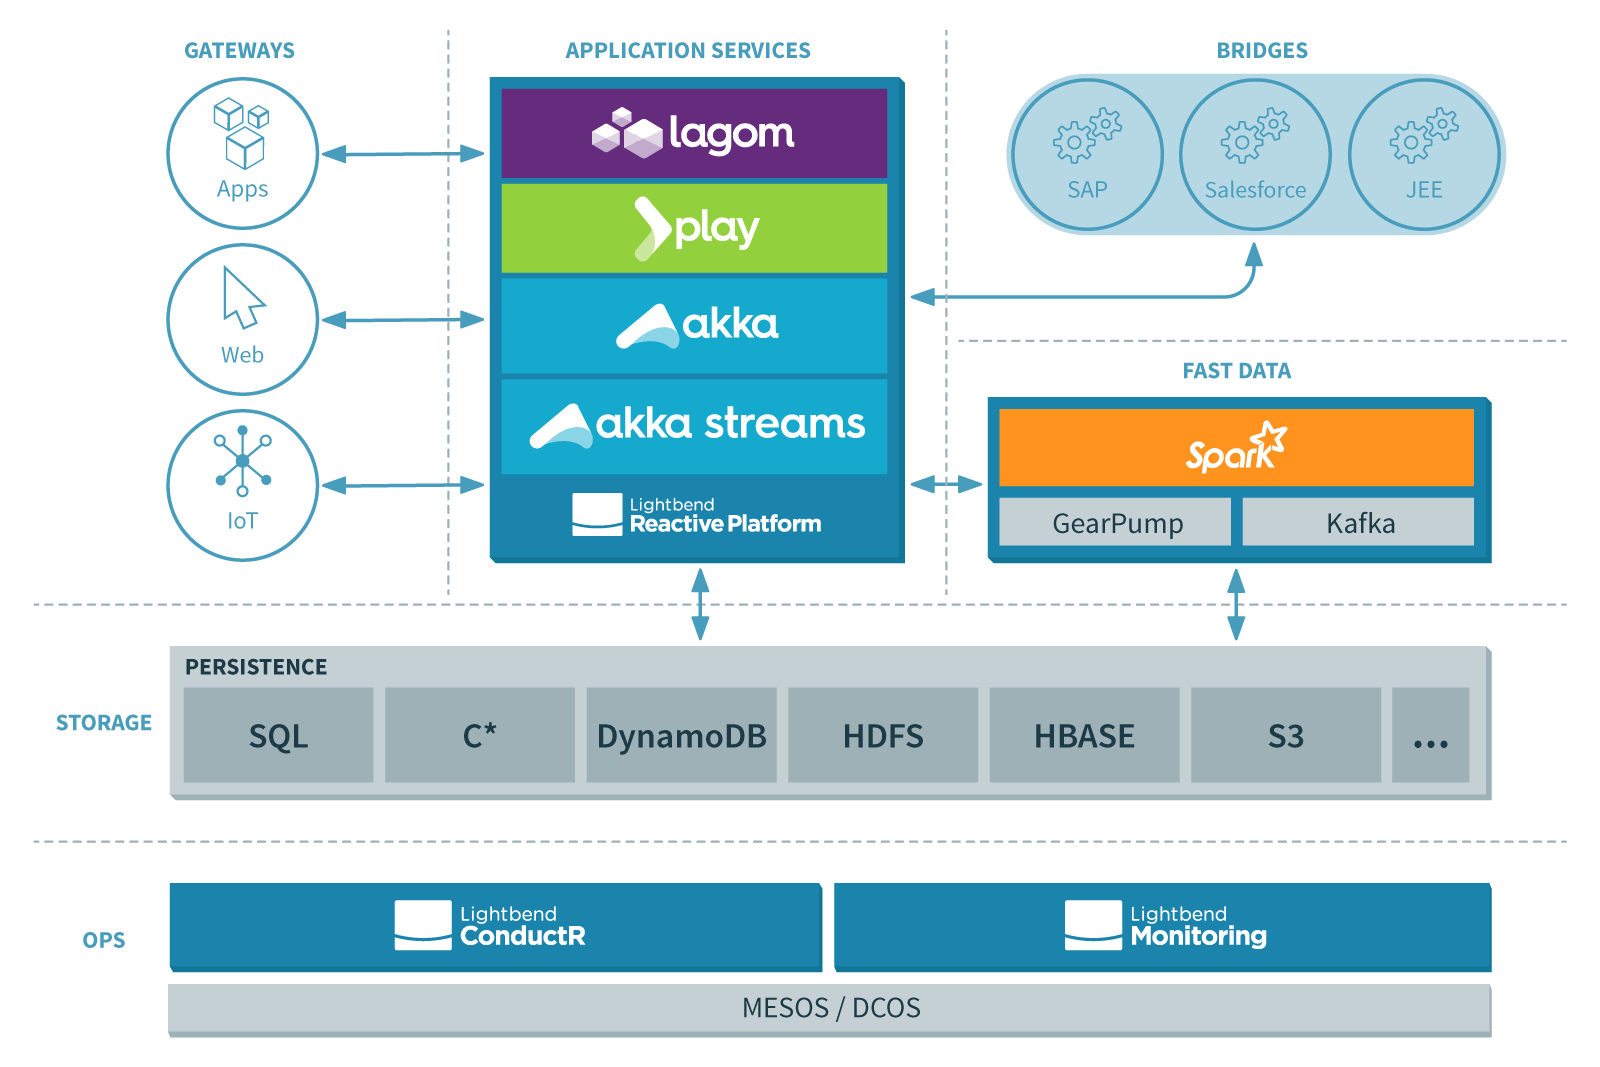 GATEWAYS
APPLICATION SERVICES
BRIDGES
Apps
Web
IoT
lagom
play
akka
akka streams
Lightbend
Reactive Platform
SAP
Salesforce
JEE
FAST DATA
Spark
GearPump
Kafka
STORAGE
PERSISTENCE
SQL
C*
DynamoDB
HDFS
HBASE
S3
...
OPS
Lightbend
ConductR
Lightbend
Monitoring
MESOS / DCOS